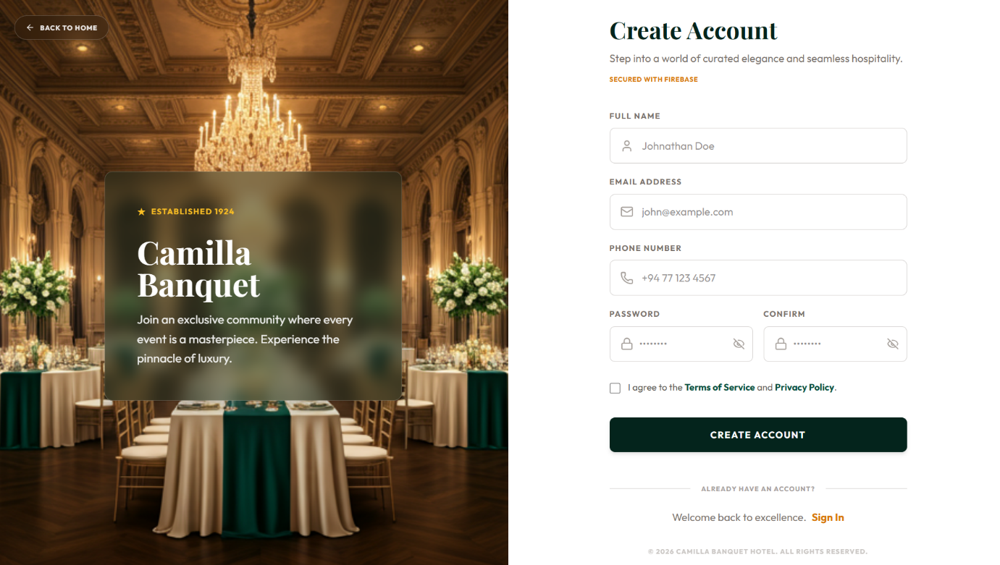 BACK TO HOME
★ ESTABLISHED 1924
Camilla
Banquet
Join an exclusive community where every
event is a masterpiece. Experience the
pinnacle of luxury.
Create Account
Step into a world of curated elegance and seamless hospitality.
SECURED WITH FIREBASE
FULL NAME
Johnathan Doe
EMAIL ADDRESS
john@example.com
PHONE NUMBER
+94 77 123 4567
PASSWORD
CONFIRM
••••••••
••••••••
I agree to the Terms of Service and Privacy Policy.
CREATE ACCOUNT
ALREADY HAVE AN ACCOUNT?
Welcome back to excellence. Sign In
© 2026 CAMILLA BANQUET HOTEL. ALL RIGHTS RESERVED.